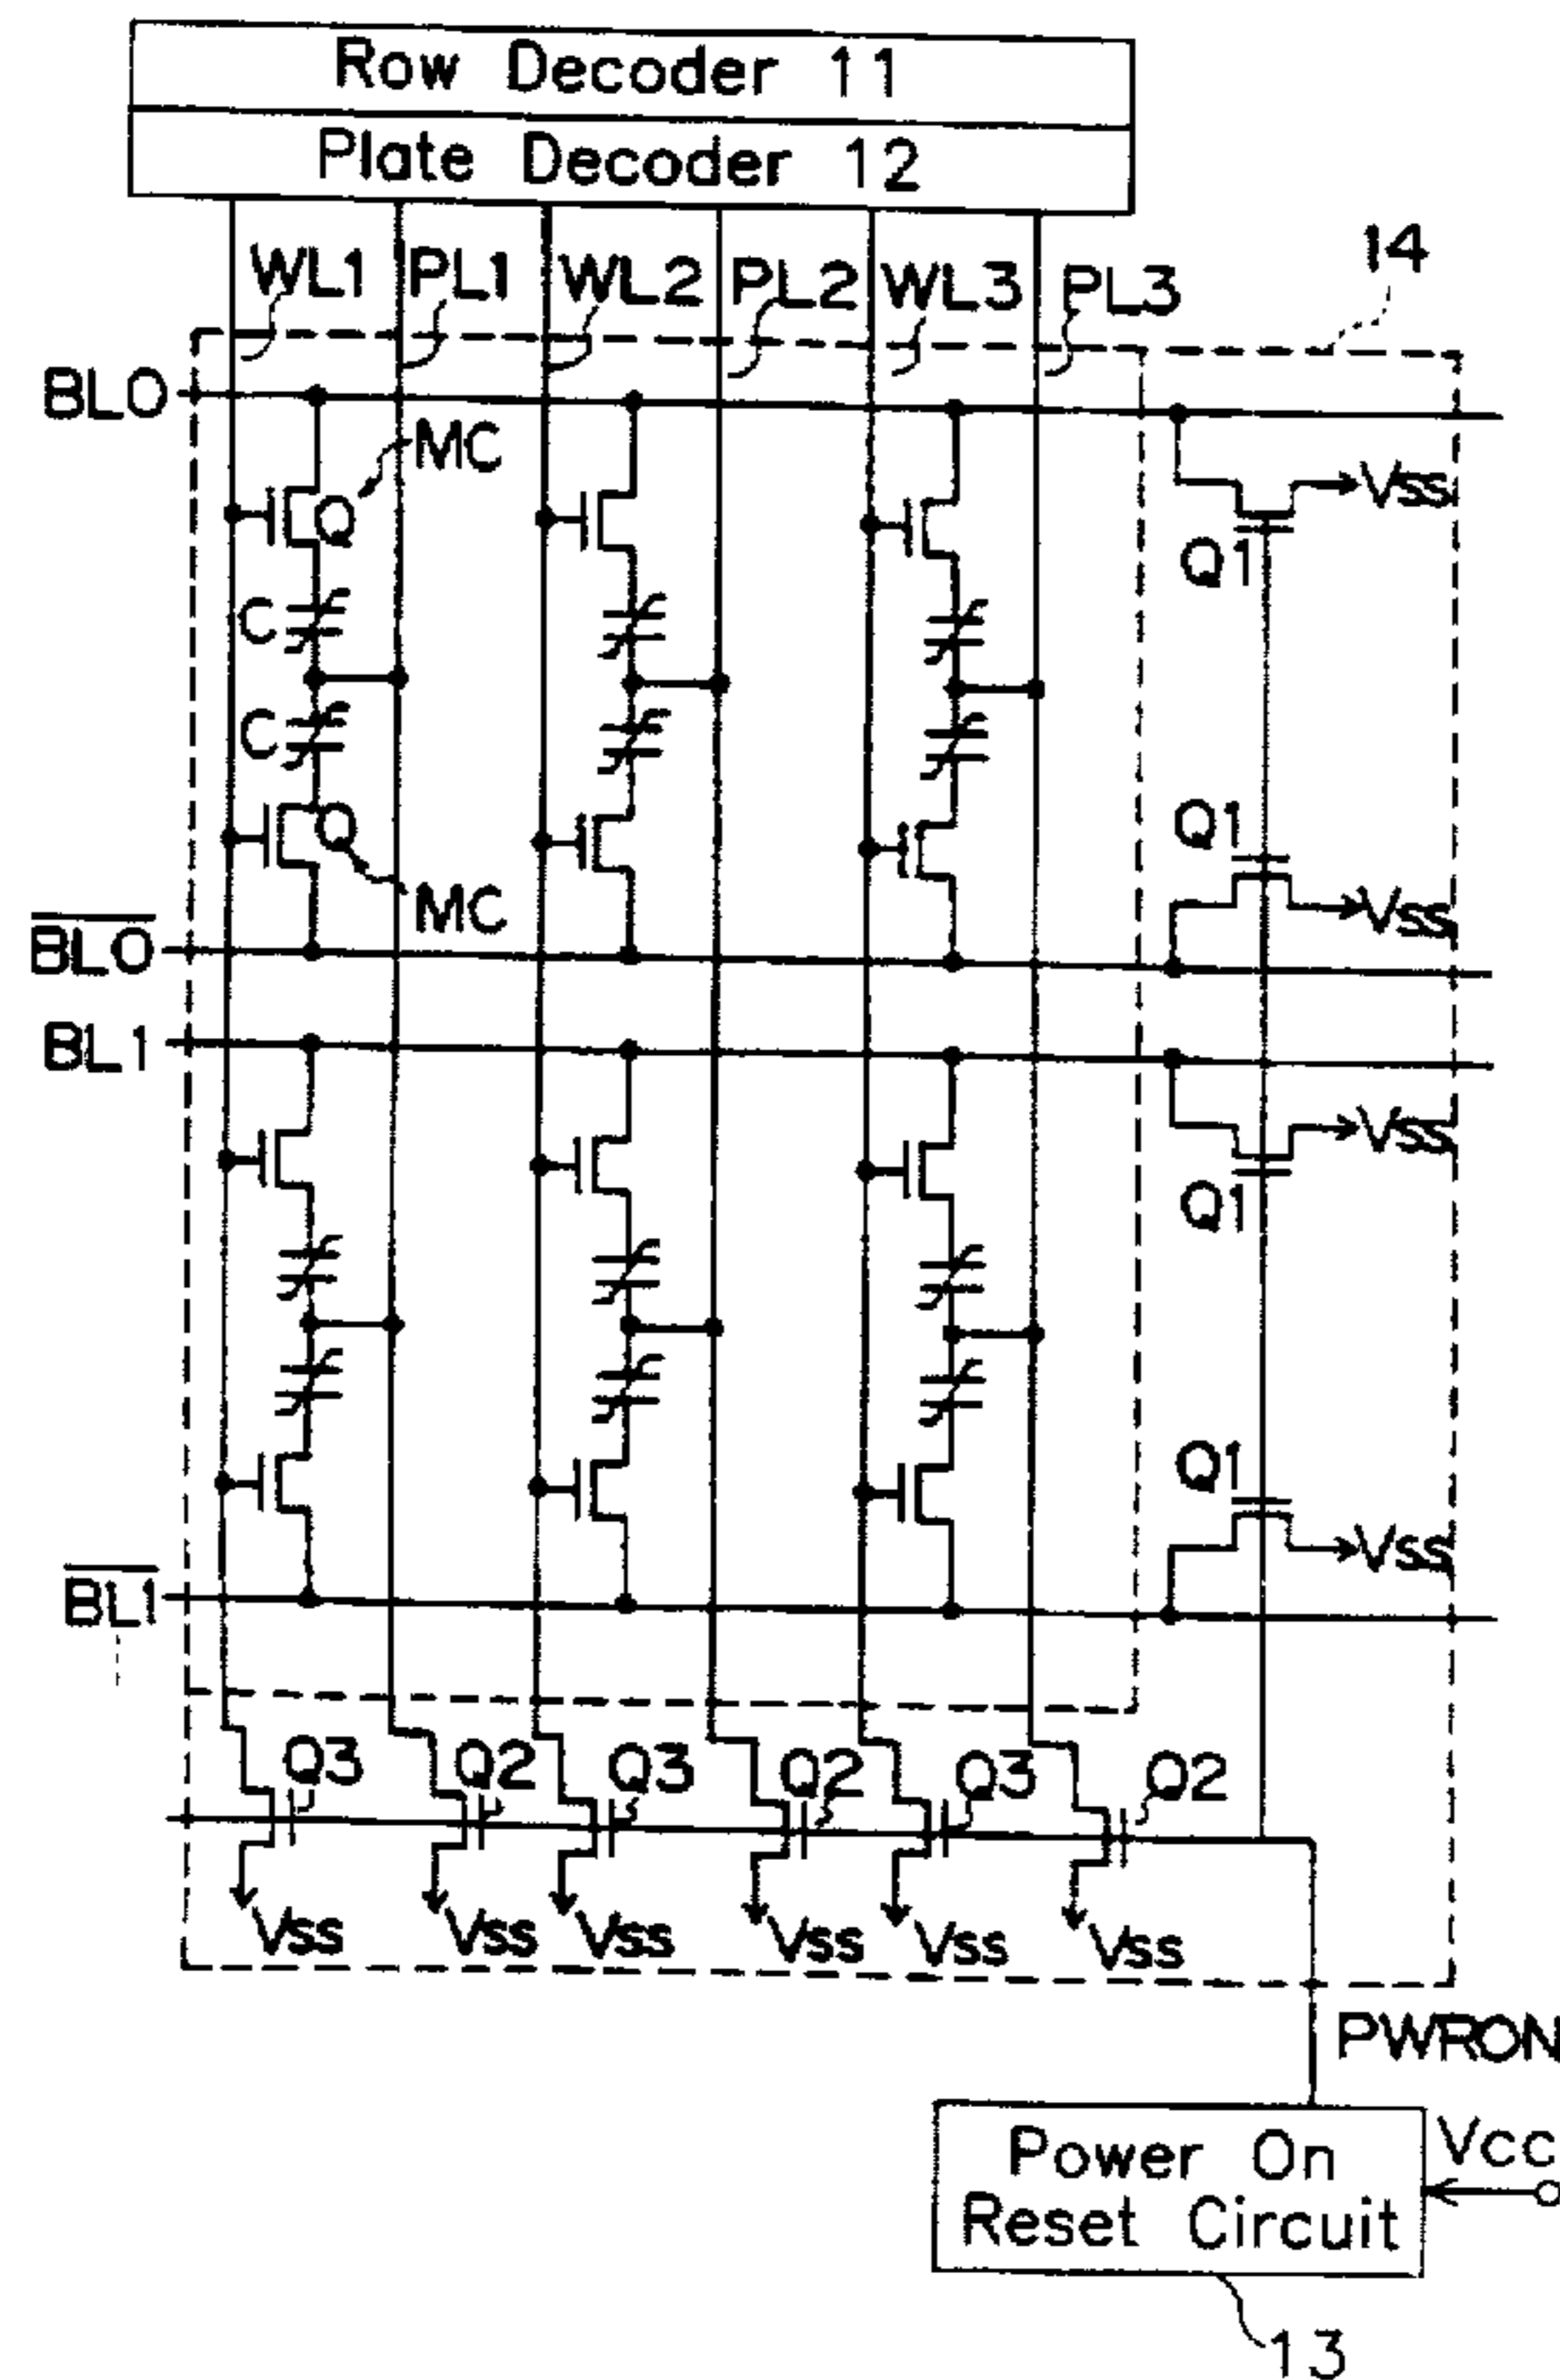 Row Decoder 11
Plate Decoder 12
WL1 PL1 WL2 PL2 WL3 PL3
14
BL0
MC
Q
Vss
Q1
C
C
Q1
Q
MC
Vss
B̅L̅0̅
BL1
Vss
Q1
Q1
Vss
B̅L̅1̅
Q3 Q2 Q3 Q2 Q3 Q2
Vss Vss Vss Vss Vss Vss
PWRON
Power On
Reset Circuit
Vcc
13